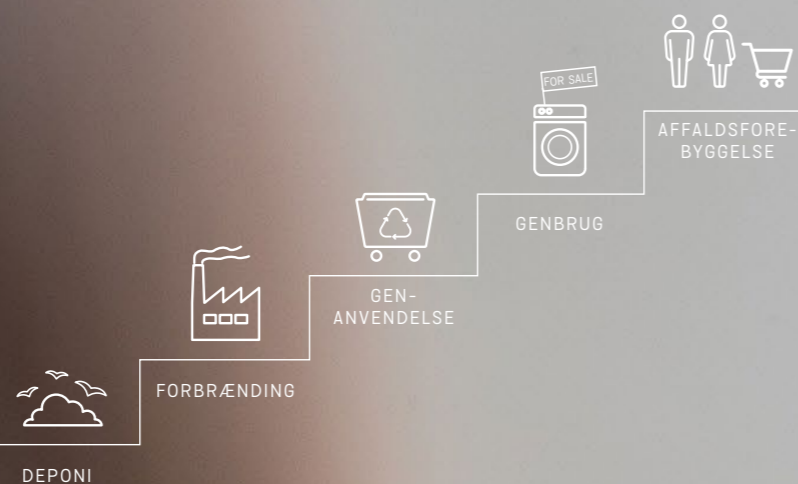 FOR SALE
AFFALDSFORE-
BYGGELSE
GENBRUG
GEN-
ANVENDELSE
FORBRÆNDING
DEPONI